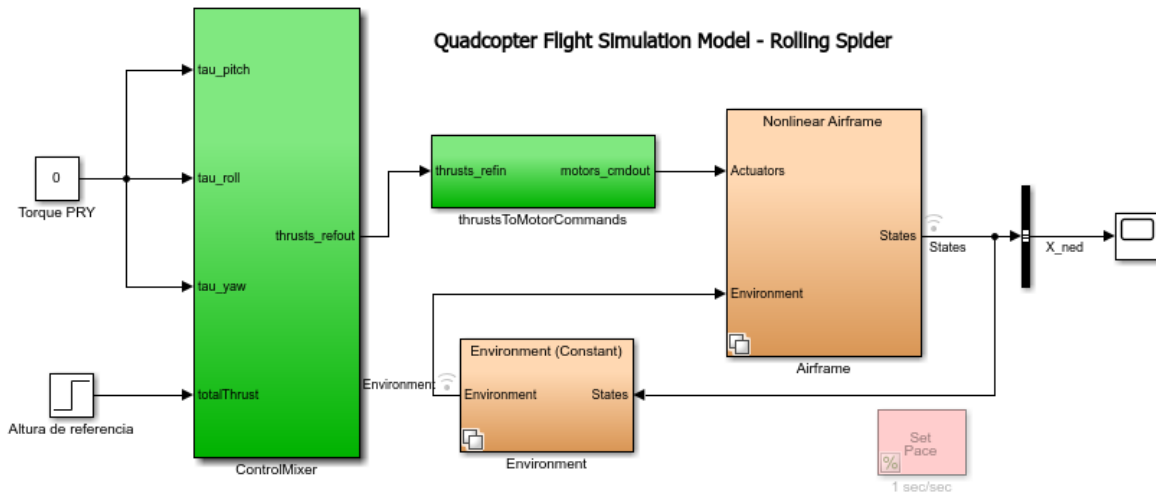 Quadcopter Flight Simulation Model - Rolling Spider
tau_pitch
tau_roll
tau_yaw
totalThrust
thrusts_refout
ControlMixer
0
Torque PRY
Altura de referencia
thrusts_refin
motors_cmdout
thrustsToMotorCommands
Nonlinear Airframe
Actuators
States
Environment
Airframe
States
X_ned
Environment (Constant)
Environment
Environment
States
Environment
Set
Pace
%
1 sec/sec